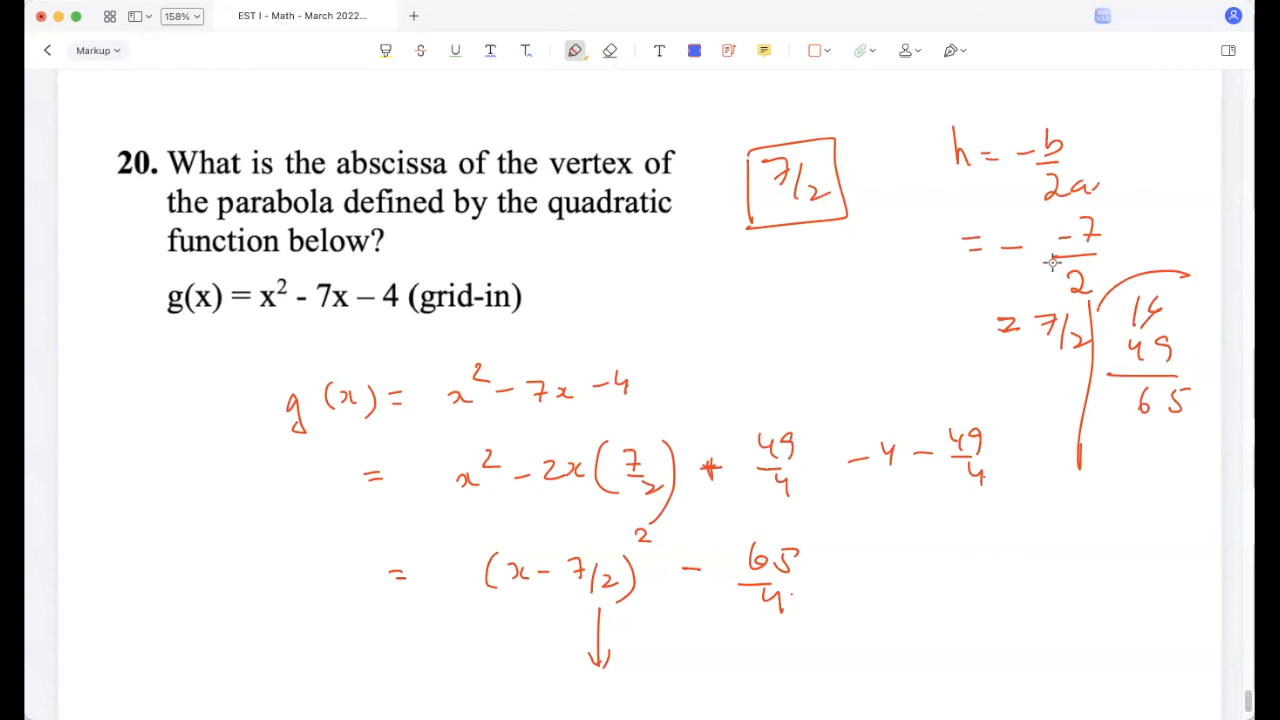 158%
EST I - Math - March 2022...
Markup
20. What is the abscissa of the vertex of
the parabola defined by the quadratic
function below?
g(x) = x² - 7x – 4 (grid-in)
7/2
h = - b/2a
= - -7/2
= 7/2
16
49
65
g(x) = x² - 7x - 4
= x² - 2x (7/2) + 49/4 - 4 - 49/4
= (x - 7/2)² - 65/4